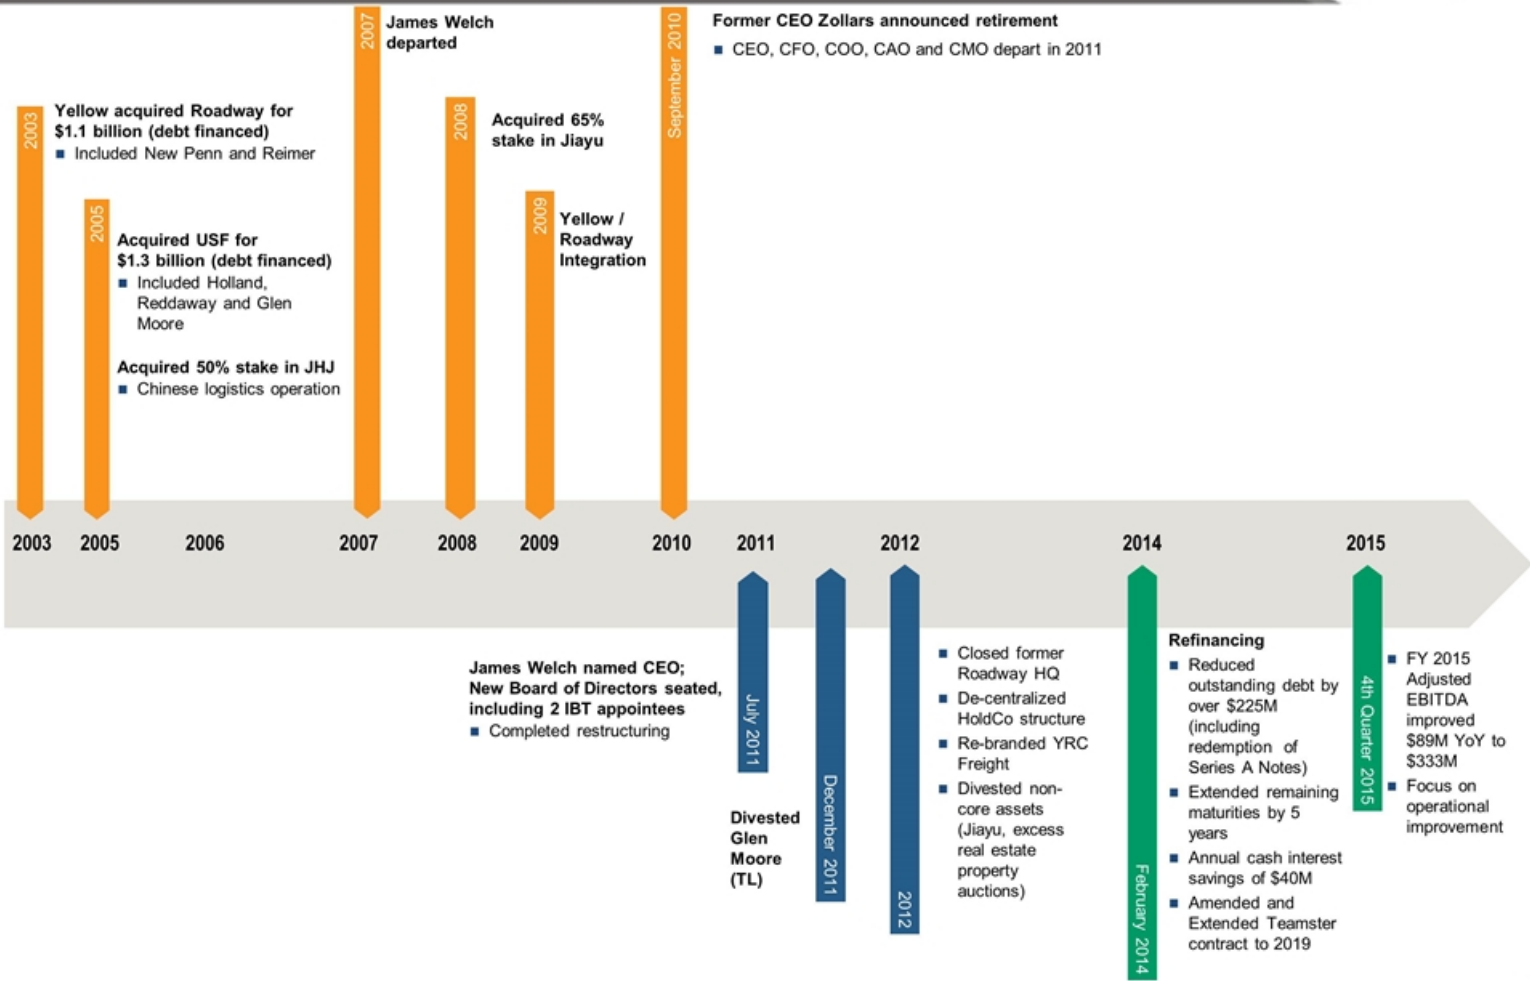 2003
Yellow acquired Roadway for
$1.1 billion (debt financed)
Included New Penn and Reimer
2005
Acquired USF for
$1.3 billion (debt financed)
Included Holland,
Reddaway and Glen
Moore
Acquired 50% stake in JHJ
Chinese logistics operation
2007
James Welch
departed
2008
Acquired 65%
stake in Jiayu
2009
Yellow /
Roadway
Integration
September 2010
Former CEO Zollars announced retirement
CEO, CFO, COO, CAO and CMO depart in 2011
2003 2005 2006 2007 2008 2009 2010 2011 2012 2014 2015
James Welch named CEO;
New Board of Directors seated,
including 2 IBT appointees
Completed restructuring
July 2011
Divested
Glen
Moore
(TL)
December 2011
2012
Closed former
Roadway HQ
De-centralized
HoldCo structure
Re-branded YRC
Freight
Divested non-
core assets
(Jiayu, excess
real estate
property
auctions)
February 2014
Refinancing
Reduced
outstanding debt by
over $225M
(including
redemption of
Series A Notes)
Extended remaining
maturities by 5
years
Annual cash interest
savings of $40M
Amended and
Extended Teamster
contract to 2019
4th Quarter 2015
FY 2015
Adjusted
EBITDA
improved
$89M YoY to
$333M
Focus on
operational
improvement